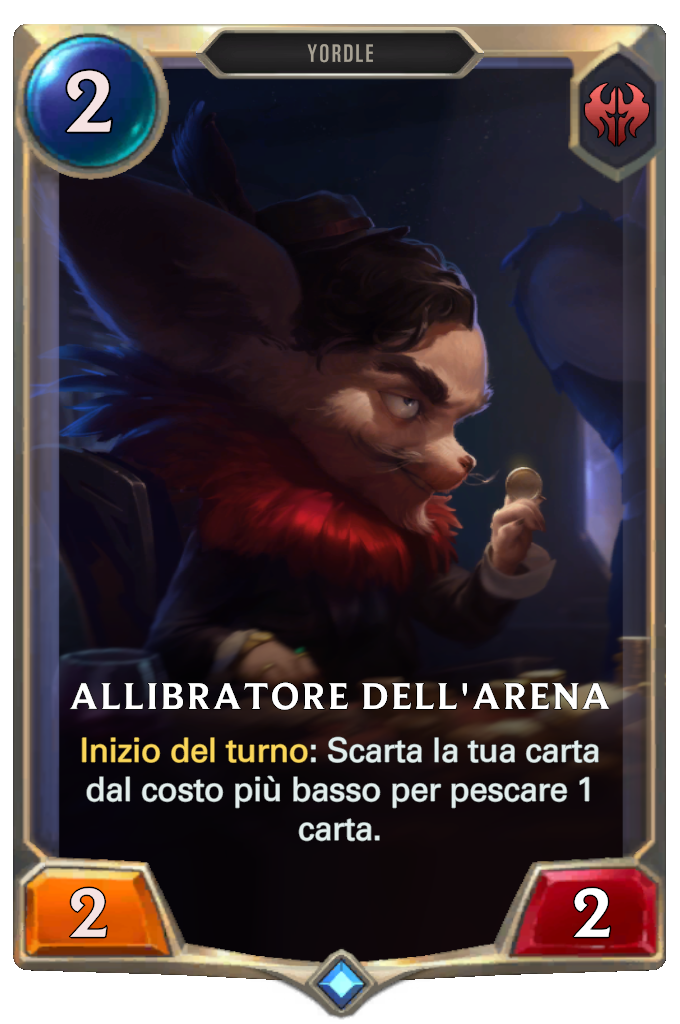 YORDLE
2
ALLIBRATORE DELL'ARENA
Inizio del turno: Scarta la tua carta
dal costo più basso per pescare 1
carta.
2
2